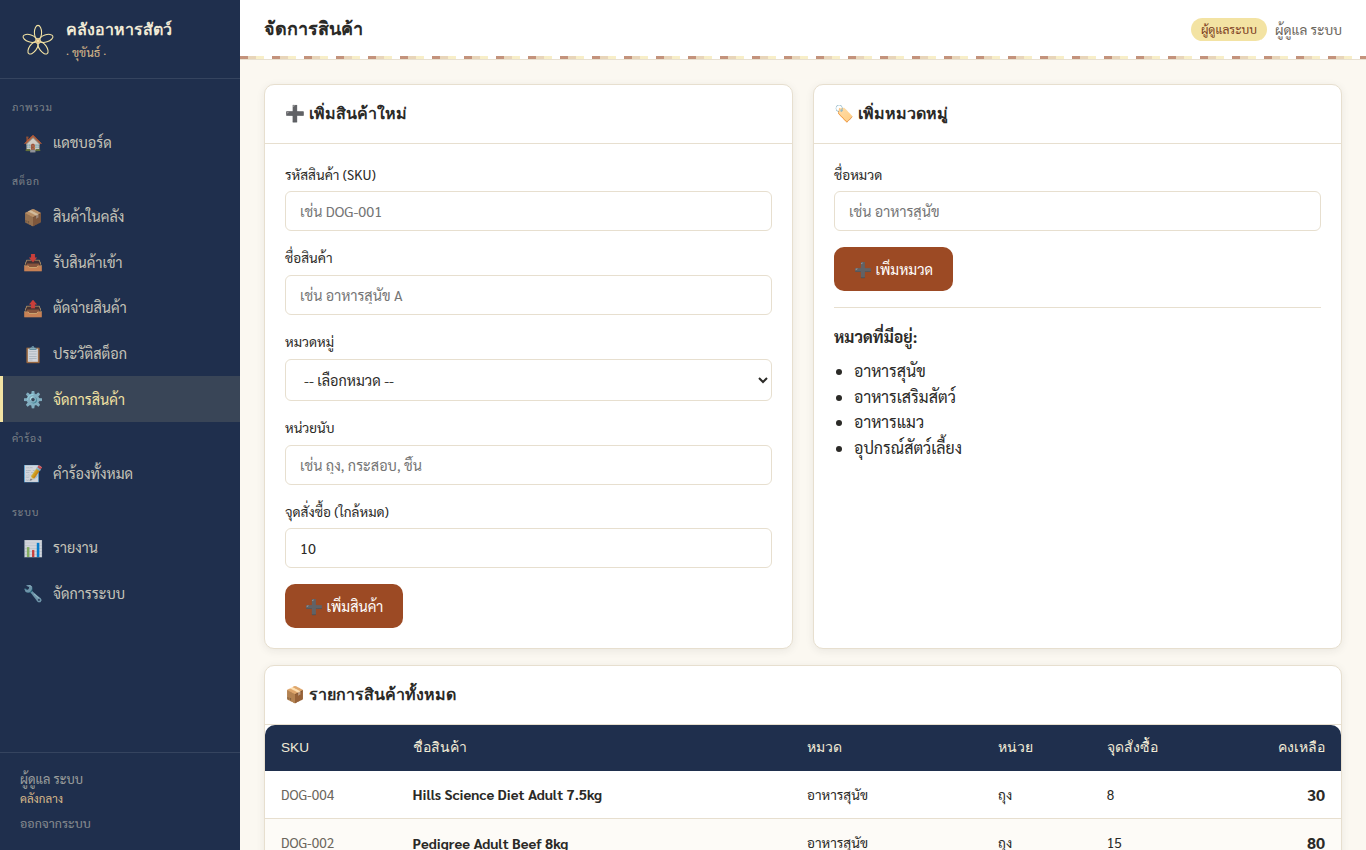 คลังอาหารสัตว์
· ขุขันธ์ ·
ภาพรวม
แดชบอร์ด
สต็อก
สินค้าในคลัง
รับสินค้าเข้า
ตัดจ่ายสินค้า
ประวัติสต็อก
จัดการสินค้า
คำร้อง
คำร้องทั้งหมด
ระบบ
รายงาน
จัดการระบบ
ผู้ดูแล ระบบ
คลังกลาง
ออกจากระบบ
จัดการสินค้า
ผู้ดูแลระบบ ผู้ดูแล ระบบ
➕ เพิ่มสินค้าใหม่
รหัสสินค้า (SKU)
เช่น DOG-001
ชื่อสินค้า
เช่น อาหารสุนัข A
หมวดหมู่
-- เลือกหมวด --
หน่วยนับ
เช่น ถุง, กระสอบ, ชิ้น
จุดสั่งซื้อ (ใกล้หมด)
10
➕ เพิ่มสินค้า
🏷️ เพิ่มหมวดหมู่
ชื่อหมวด
เช่น อาหารสุนัข
➕ เพิ่มหมวด
หมวดที่มีอยู่:
• อาหารสุนัข
• อาหารเสริมสัตว์
• อาหารแมว
• อุปกรณ์สัตว์เลี้ยง
📦 รายการสินค้าทั้งหมด
SKU ชื่อสินค้า หมวด หน่วย จุดสั่งซื้อ คงเหลือ
DOG-004 Hills Science Diet Adult 7.5kg อาหารสุนัข ถุง 8 30
DOG-002 Pedigree Adult Beef 8kg อาหารสุนัข ถุง 15 80